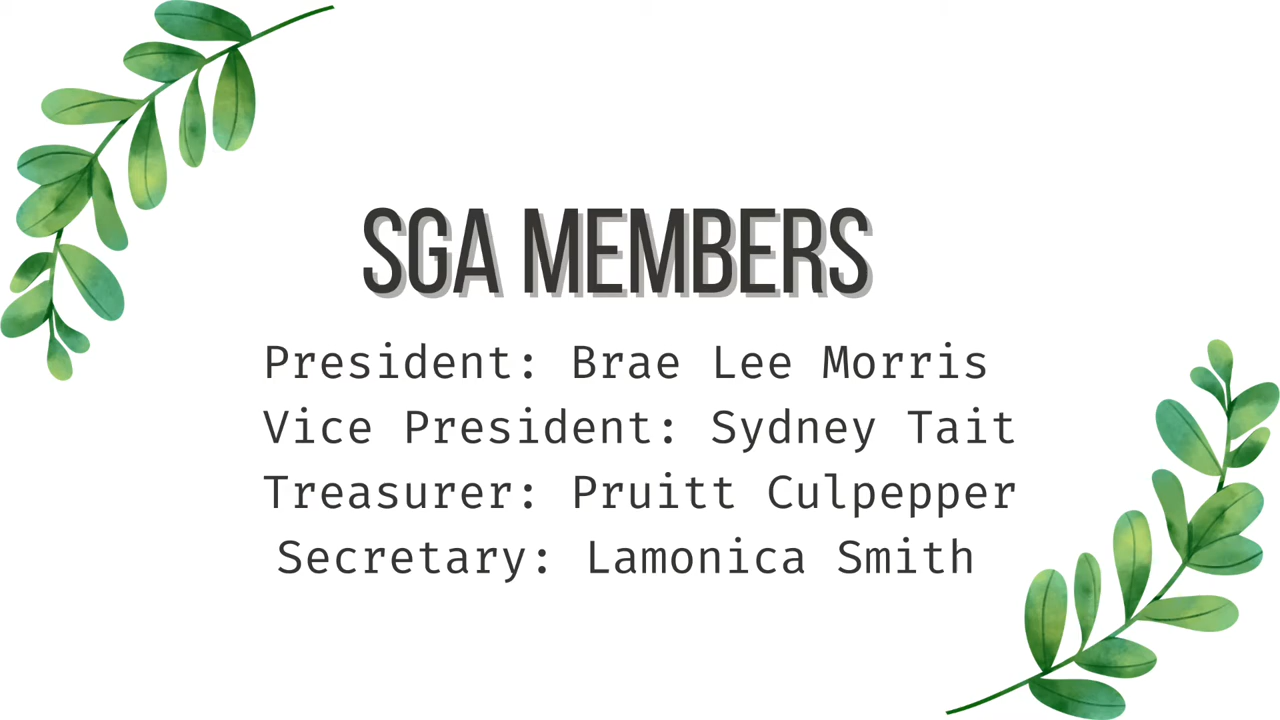 SGA MEMBERS
President: Brae Lee Morris
Vice President: Sydney Tait
Treasurer: Pruitt Culpepper
Secretary: Lamonica Smith